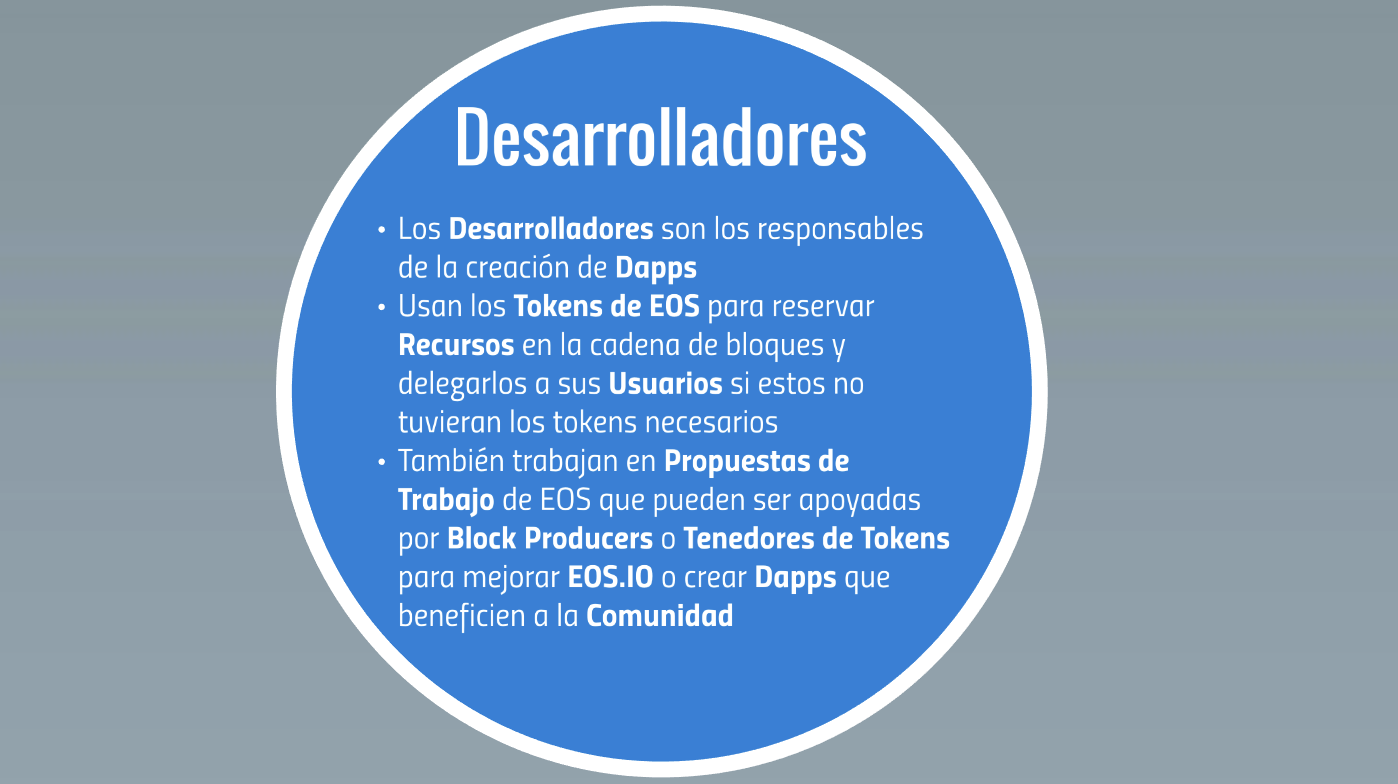 Desarrolladores
• Los Desarrolladores son los responsables
de la creación de Dapps
• Usan los Tokens de EOS para reservar
Recursos en la cadena de bloques y
delegarlos a sus Usuarios si estos no
tuvieran los tokens necesarios
• También trabajan en Propuestas de
Trabajo de EOS que pueden ser apoyadas
por Block Producers o Tenedores de Tokens
para mejorar EOS.IO o crear Dapps que
beneficien a la Comunidad